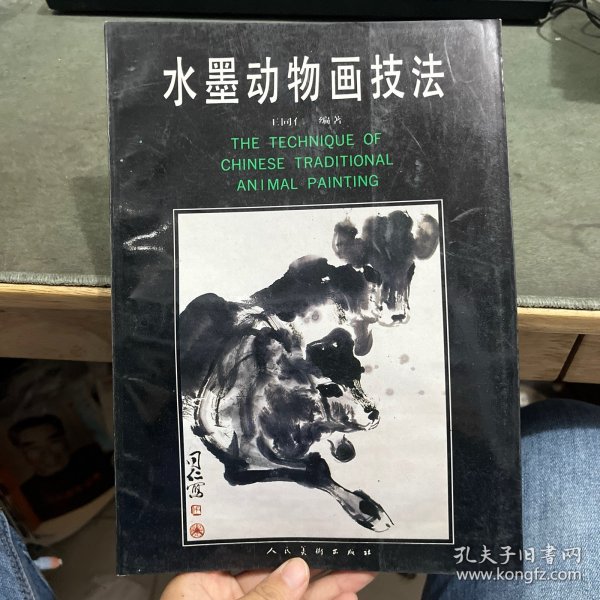 水墨动物画技法
王同仁 编著
THE TECHNIQUE OF
CHINESE TRADITIONAL
ANIMAL PAINTING
同仁写
人民美術出版社
孔夫子旧书网
www.kongfz.com